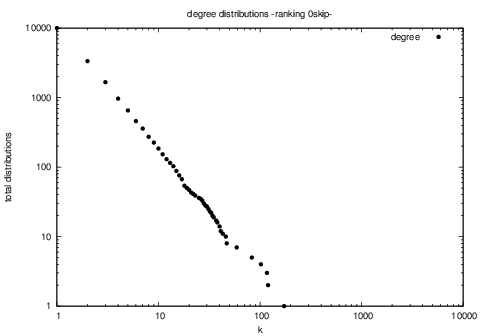 degree distributions -ranking 0skip-
degree
10000
1000
100
10
1
total distributions
1
10
100
1000
10000
k